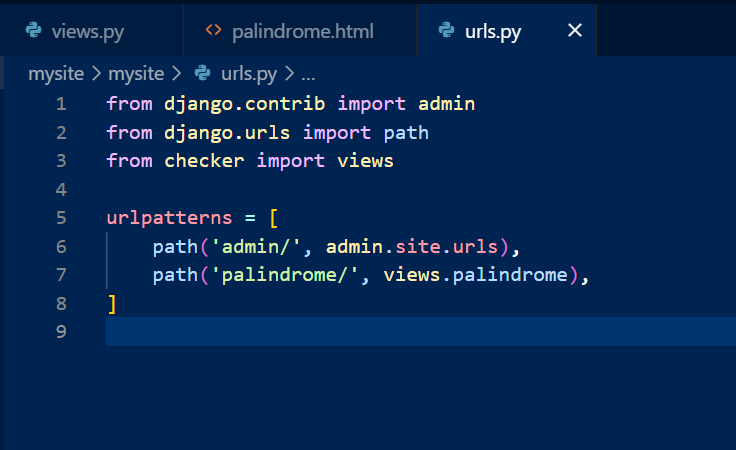 views.py palindrome.html urls.py
mysite > mysite > urls.py > ...
1 from django.contrib import admin
2 from django.urls import path
3 from checker import views
4
5 urlpatterns = [
6     path('admin/', admin.site.urls),
7     path('palindrome/', views.palindrome),
8 ]
9